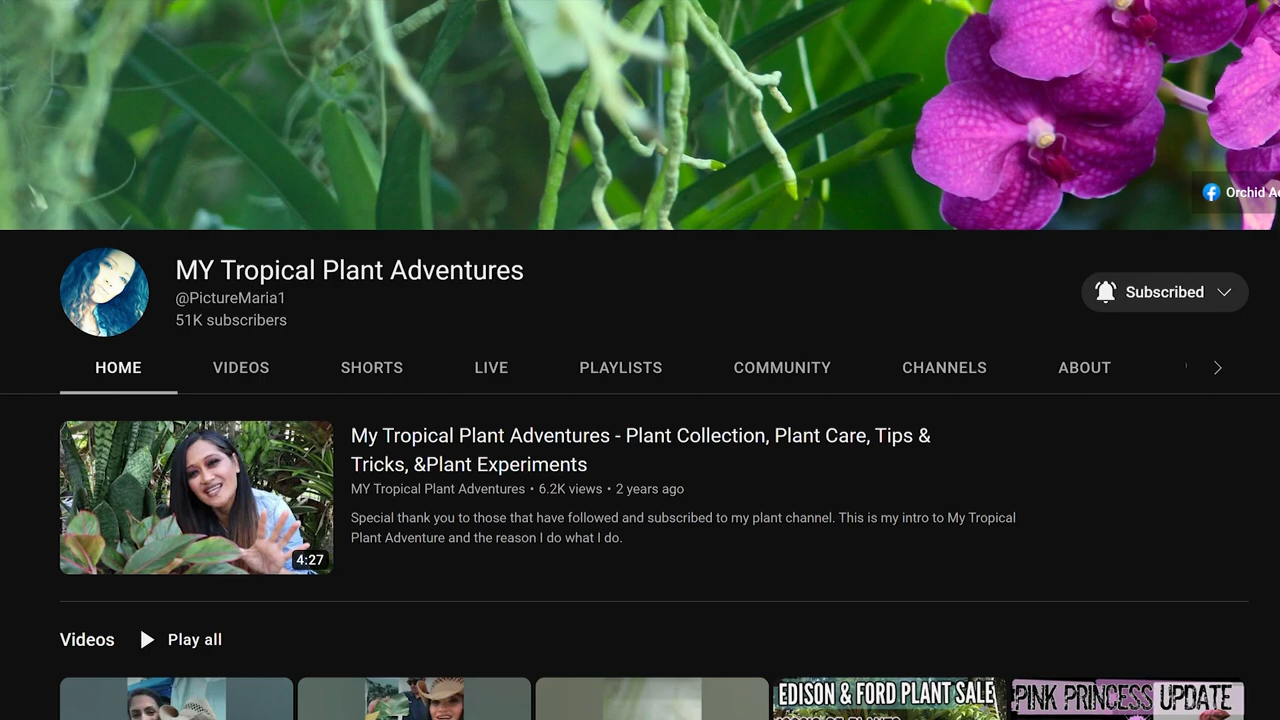 Orchid
MY Tropical Plant Adventures
@PictureMaria1
51K subscribers
Subscribed
HOME VIDEOS SHORTS LIVE PLAYLISTS COMMUNITY CHANNELS ABOUT
My Tropical Plant Adventures - Plant Collection, Plant Care, Tips &
Tricks, &Plant Experiments
MY Tropical Plant Adventures • 6.2K views • 2 years ago
Special thank you to those that have followed and subscribed to my plant channel. This is my intro to My Tropical
Plant Adventure and the reason I do what I do.
4:27
Videos Play all
EDISON & FORD PLANT SALE
PINK PRINCESS UPDATE